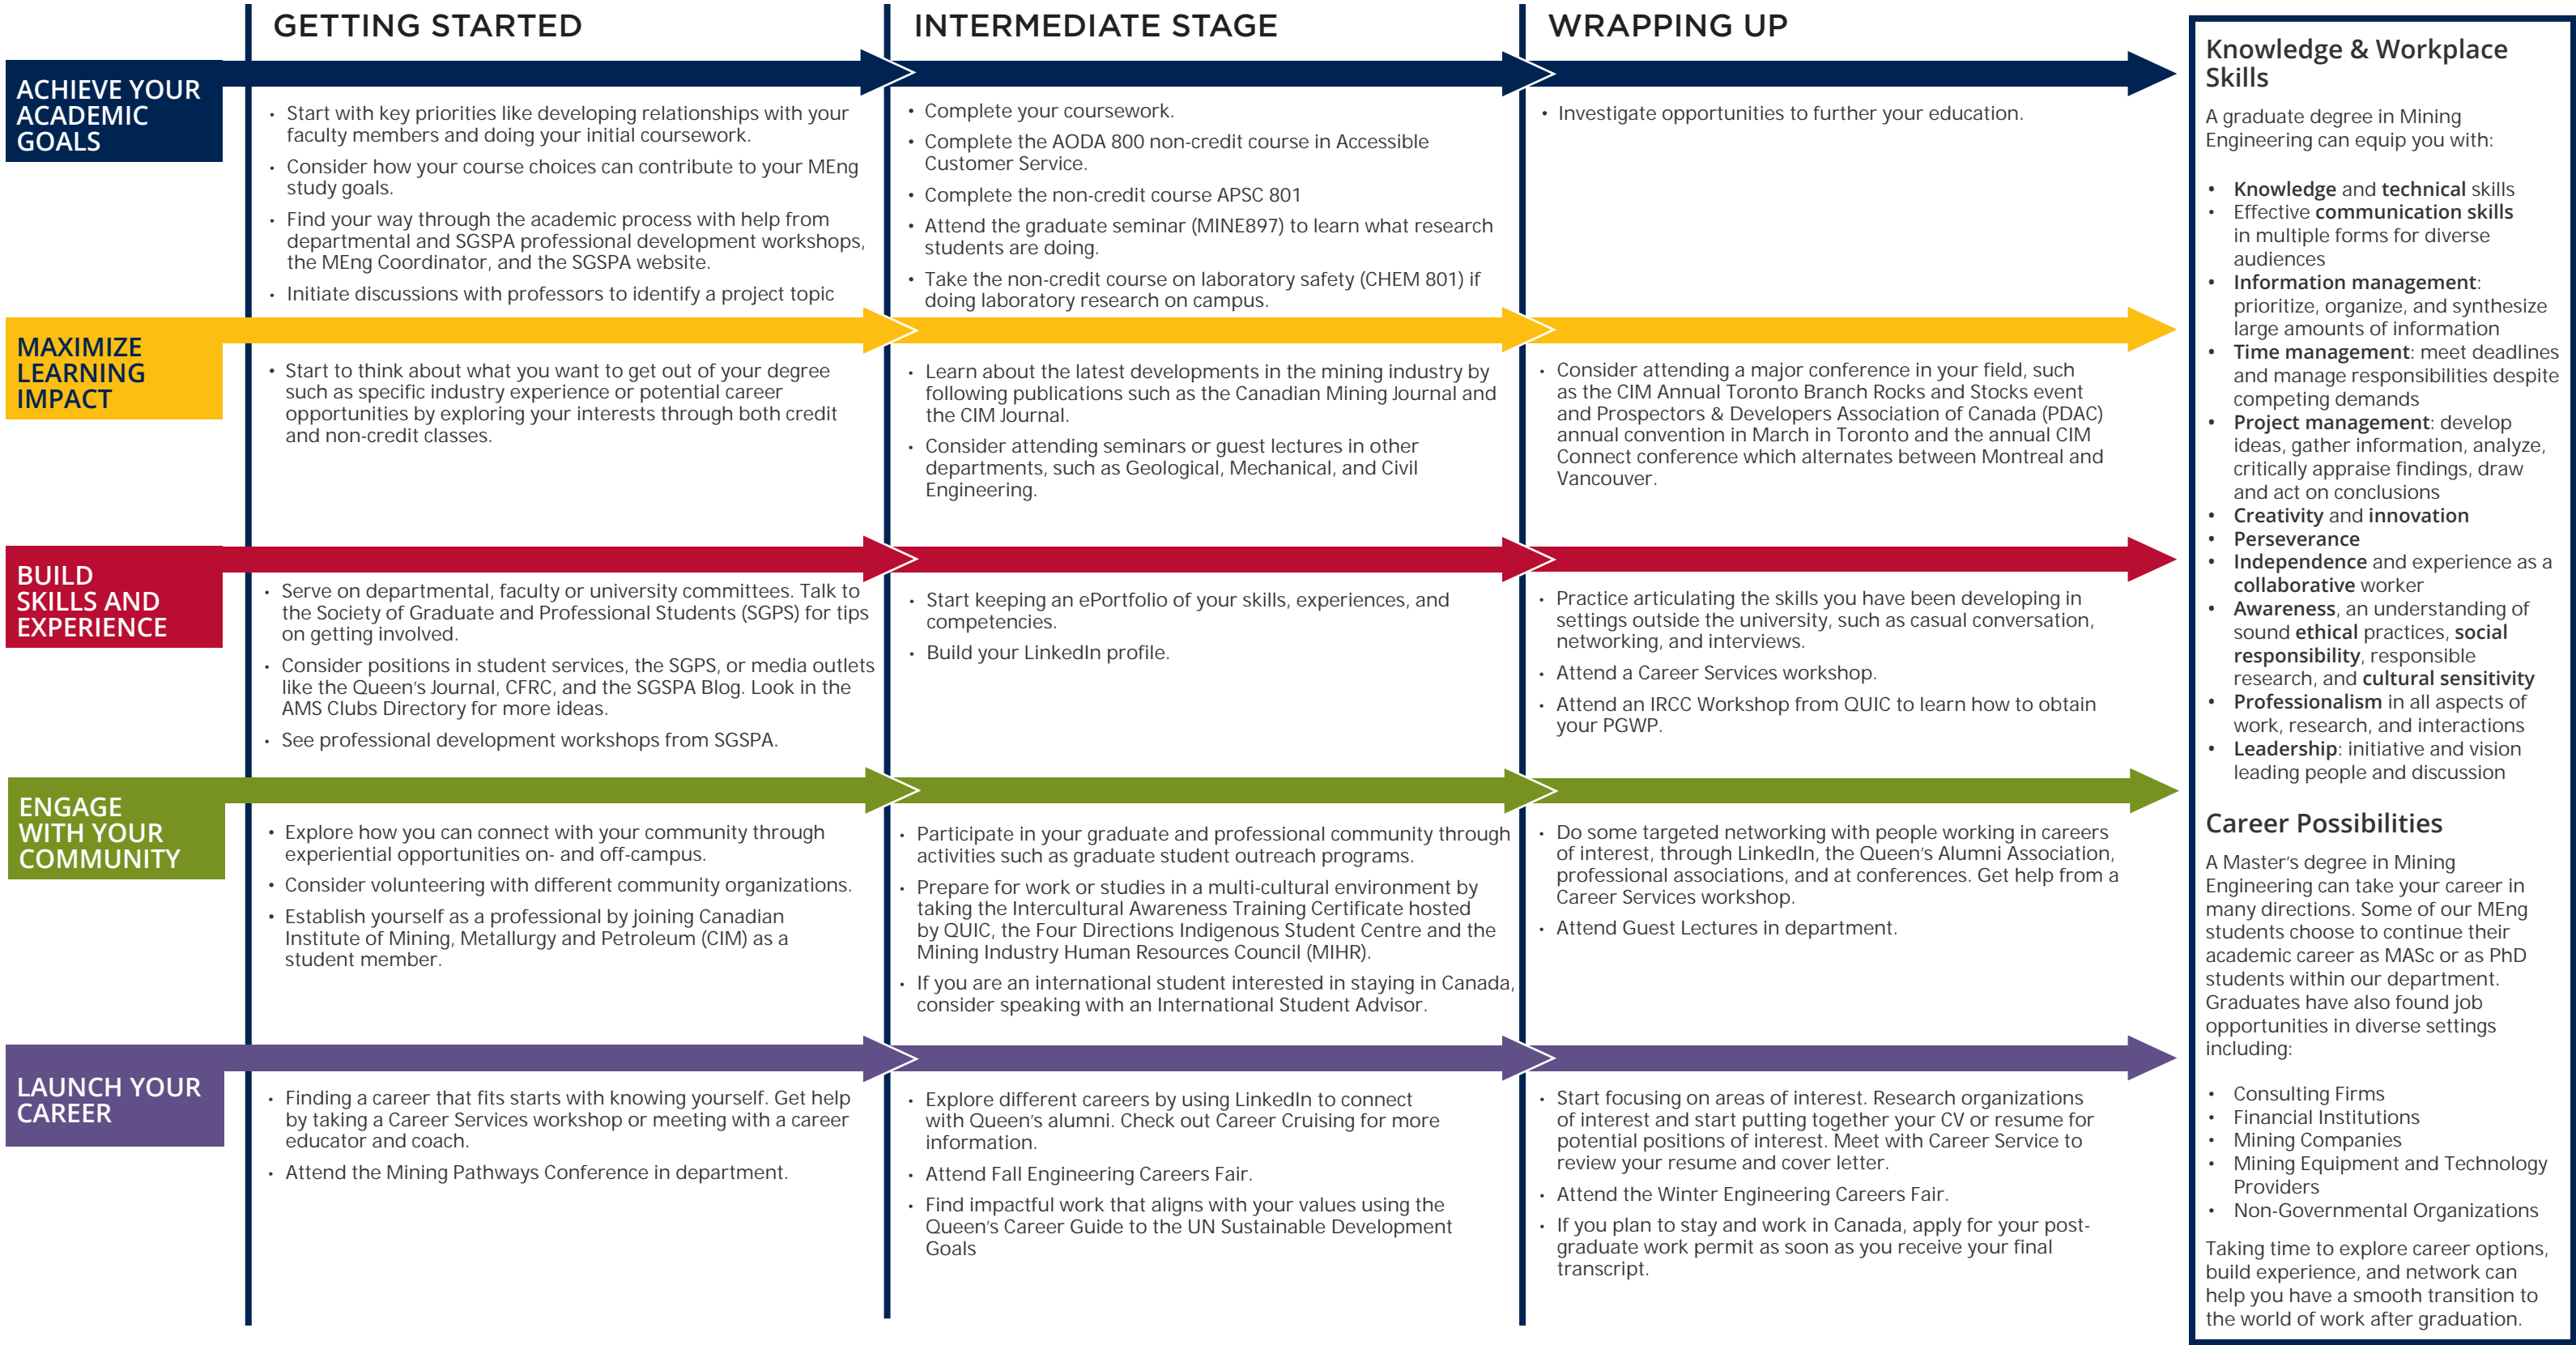 GETTING STARTED
INTERMEDIATE STAGE
WRAPPING UP
ACHIEVE YOUR
ACADEMIC
GOALS
• Start with key priorities like developing relationships with your
faculty members and doing your initial coursework.
• Consider how your course choices can contribute to your MEng
study goals.
• Find your way through the academic process with help from
departmental and SGSPA professional development workshops,
the MEng Coordinator, and the SGSPA website.
• Initiate discussions with professors to identify a project topic
• Complete your coursework.
• Complete the AODA 800 non-credit course in Accessible
Customer Service.
• Complete the non-credit course APSC 801
• Attend the graduate seminar (MINE897) to learn what research
students are doing.
• Take the non-credit course on laboratory safety (CHEM 801) if
doing laboratory research on campus.
• Investigate opportunities to further your education.
MAXIMIZE
LEARNING
IMPACT
• Start to think about what you want to get out of your degree
such as specific industry experience or potential career
opportunities by exploring your interests through both credit
and non-credit classes.
• Learn about the latest developments in the mining industry by
following publications such as the Canadian Mining Journal and
the CIM Journal.
• Consider attending seminars or guest lectures in other
departments, such as Geological, Mechanical, and Civil
Engineering.
• Consider attending a major conference in your field, such
as the CIM Annual Toronto Branch Rocks and Stocks event
and Prospectors & Developers Association of Canada (PDAC)
annual convention in March in Toronto and the annual CIM
Connect conference which alternates between Montreal and
Vancouver.
BUILD
SKILLS AND
EXPERIENCE
• Serve on departmental, faculty or university committees. Talk to
the Society of Graduate and Professional Students (SGPS) for tips
on getting involved.
• Consider positions in student services, the SGPS, or media outlets
like the Queen's Journal, CFRC, and the SGSPA Blog. Look in the
AMS Clubs Directory for more ideas.
• See professional development workshops from SGSPA.
• Start keeping an ePortfolio of your skills, experiences, and
competencies.
• Build your LinkedIn profile.
• Practice articulating the skills you have been developing in
settings outside the university, such as casual conversation,
networking, and interviews.
• Attend a Career Services workshop.
• Attend an IRCC Workshop from QUIC to learn how to obtain
your PGWP.
ENGAGE
WITH YOUR
COMMUNITY
• Explore how you can connect with your community through
experiential opportunities on- and off-campus.
• Consider volunteering with different community organizations.
• Establish yourself as a professional by joining Canadian
Institute of Mining, Metallurgy and Petroleum (CIM) as a
student member.
• Participate in your graduate and professional community through
activities such as graduate student outreach programs.
• Prepare for work or studies in a multi-cultural environment by
taking the Intercultural Awareness Training Certificate hosted
by QUIC, the Four Directions Indigenous Student Centre and the
Mining Industry Human Resources Council (MIHR).
• If you are an international student interested in staying in Canada,
consider speaking with an International Student Advisor.
• Do some targeted networking with people working in careers
of interest, through LinkedIn, the Queen's Alumni Association,
professional associations, and at conferences. Get help from a
Career Services workshop.
• Attend Guest Lectures in department.
LAUNCH YOUR
CAREER
• Finding a career that fits starts with knowing yourself. Get help
by taking a Career Services workshop or meeting with a career
educator and coach.
• Attend the Mining Pathways Conference in department.
• Explore different careers by using LinkedIn to connect
with Queen's alumni. Check out Career Cruising for more
information.
• Attend Fall Engineering Careers Fair.
• Find impactful work that aligns with your values using the
Queen's Career Guide to the UN Sustainable Development
Goals
• Start focusing on areas of interest. Research organizations
of interest and start putting together your CV or resume for
potential positions of interest. Meet with Career Service to
review your resume and cover letter.
• Attend the Winter Engineering Careers Fair.
• If you plan to stay and work in Canada, apply for your post-
graduate work permit as soon as you receive your final
transcript.
Knowledge & Workplace
Skills
A graduate degree in Mining
Engineering can equip you with:
• Knowledge and technical skills
• Effective communication skills
in multiple forms for diverse
audiences
• Information management:
prioritize, organize, and synthesize
large amounts of information
• Time management: meet deadlines
and manage responsibilities despite
competing demands
• Project management: develop
ideas, gather information, analyze,
critically appraise findings, draw
and act on conclusions
• Creativity and innovation
• Perseverance
• Independence and experience as a
collaborative worker
• Awareness, an understanding of
sound ethical practices, social
responsibility, responsible
research, and cultural sensitivity
• Professionalism in all aspects of
work, research, and interactions
• Leadership: initiative and vision
leading people and discussion
Career Possibilities
A Master's degree in Mining
Engineering can take your career in
many directions. Some of our MEng
students choose to continue their
academic career as MASc or as PhD
students within our department.
Graduates have also found job
opportunities in diverse settings
including:
• Consulting Firms
• Financial Institutions
• Mining Companies
• Mining Equipment and Technology
Providers
• Non-Governmental Organizations
Taking time to explore career options,
build experience, and network can
help you have a smooth transition to
the world of work after graduation.